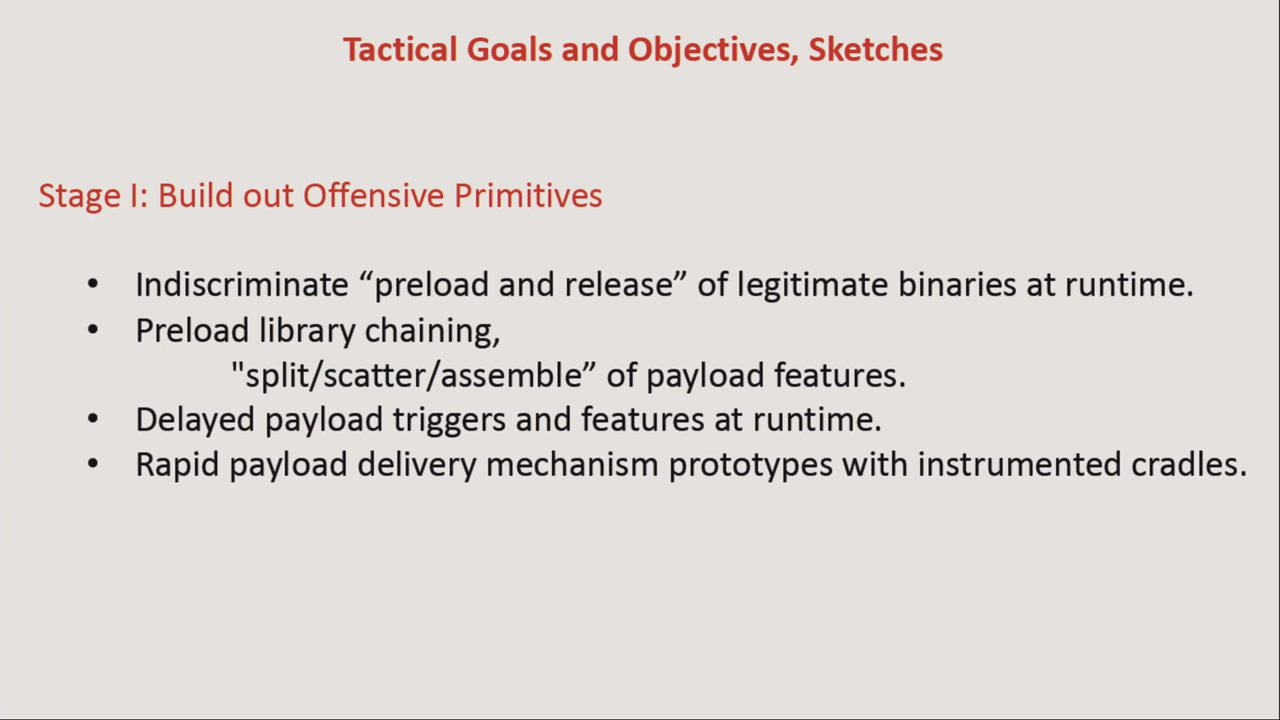 Tactical Goals and Objectives, Sketches
Stage I: Build out Offensive Primitives
• Indiscriminate “preload and release” of legitimate binaries at runtime.
• Preload library chaining,
"split/scatter/assemble” of payload features.
• Delayed payload triggers and features at runtime.
• Rapid payload delivery mechanism prototypes with instrumented cradles.